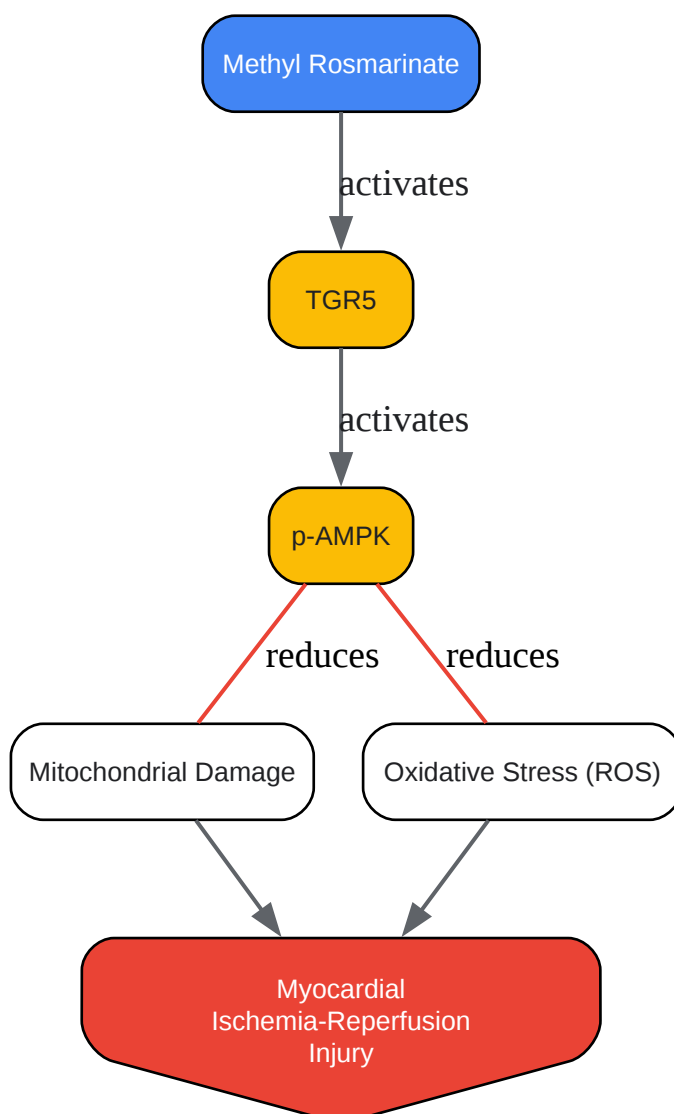 Methyl Rosmarinate
activates
TGR5
activates
p-AMPK
reduces reduces
Mitochondrial Damage
Oxidative Stress (ROS)
Myocardial
Ischemia-Reperfusion
Injury